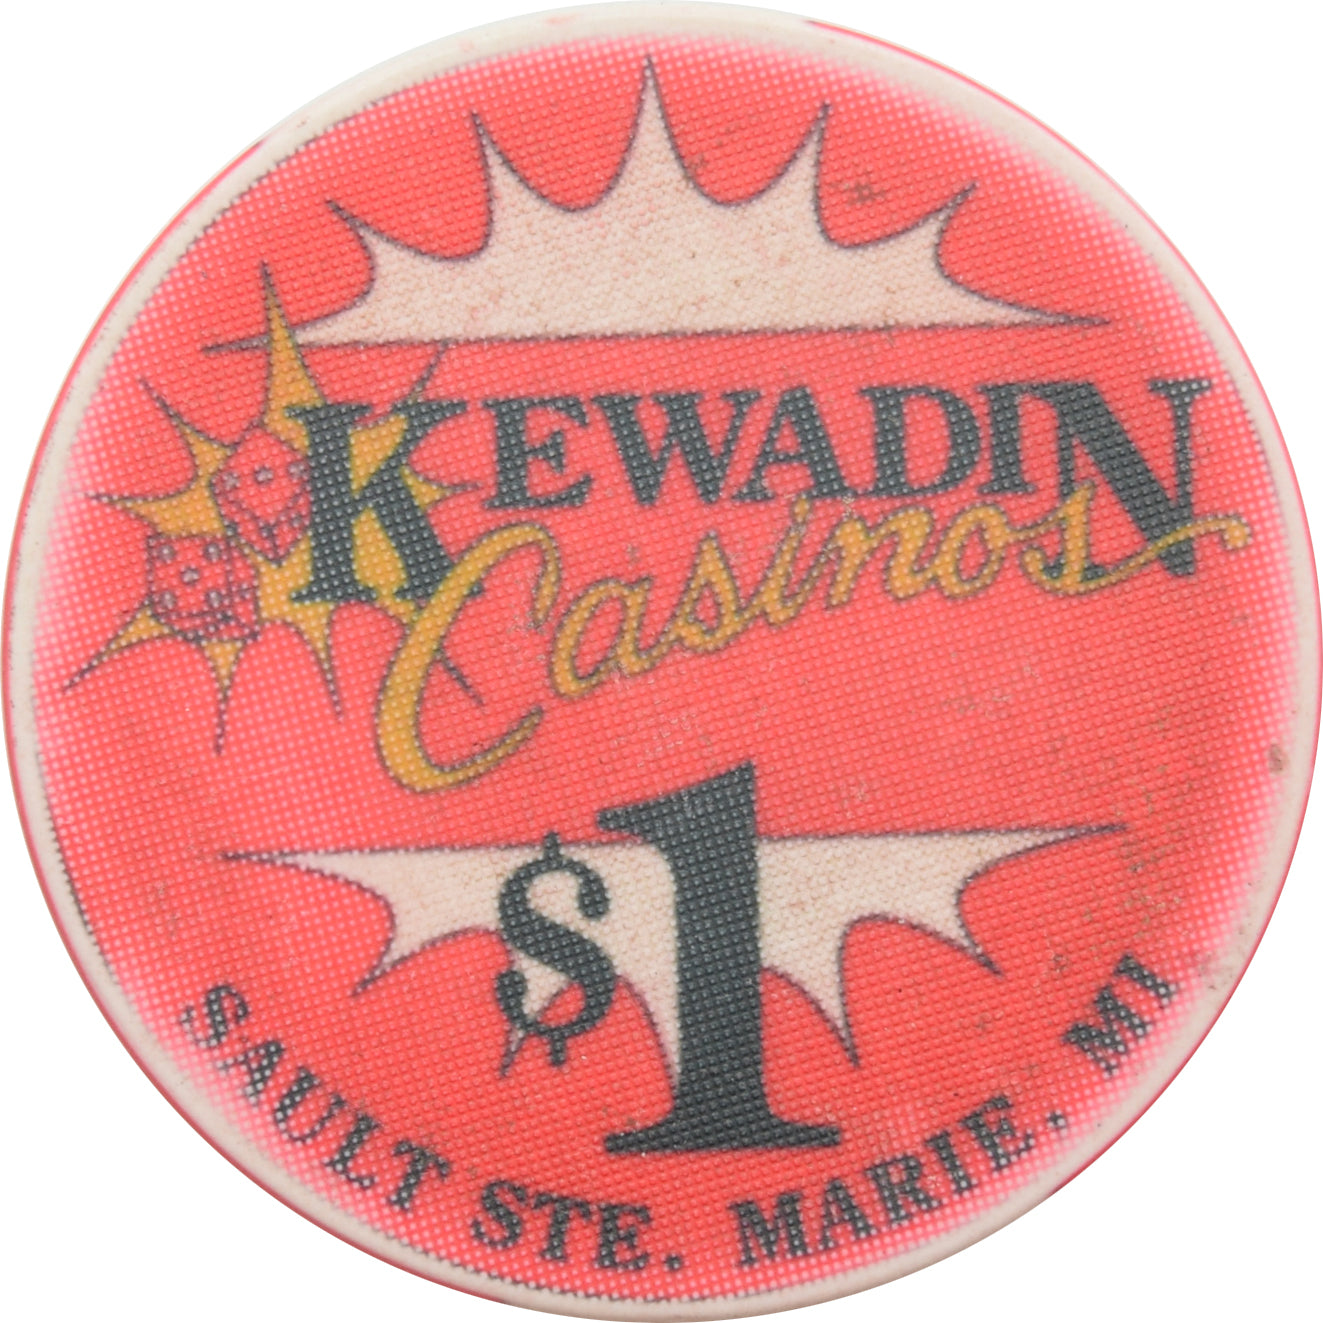 KEWADIN
Casinos
$1
SAULT STE. MARIE. MI